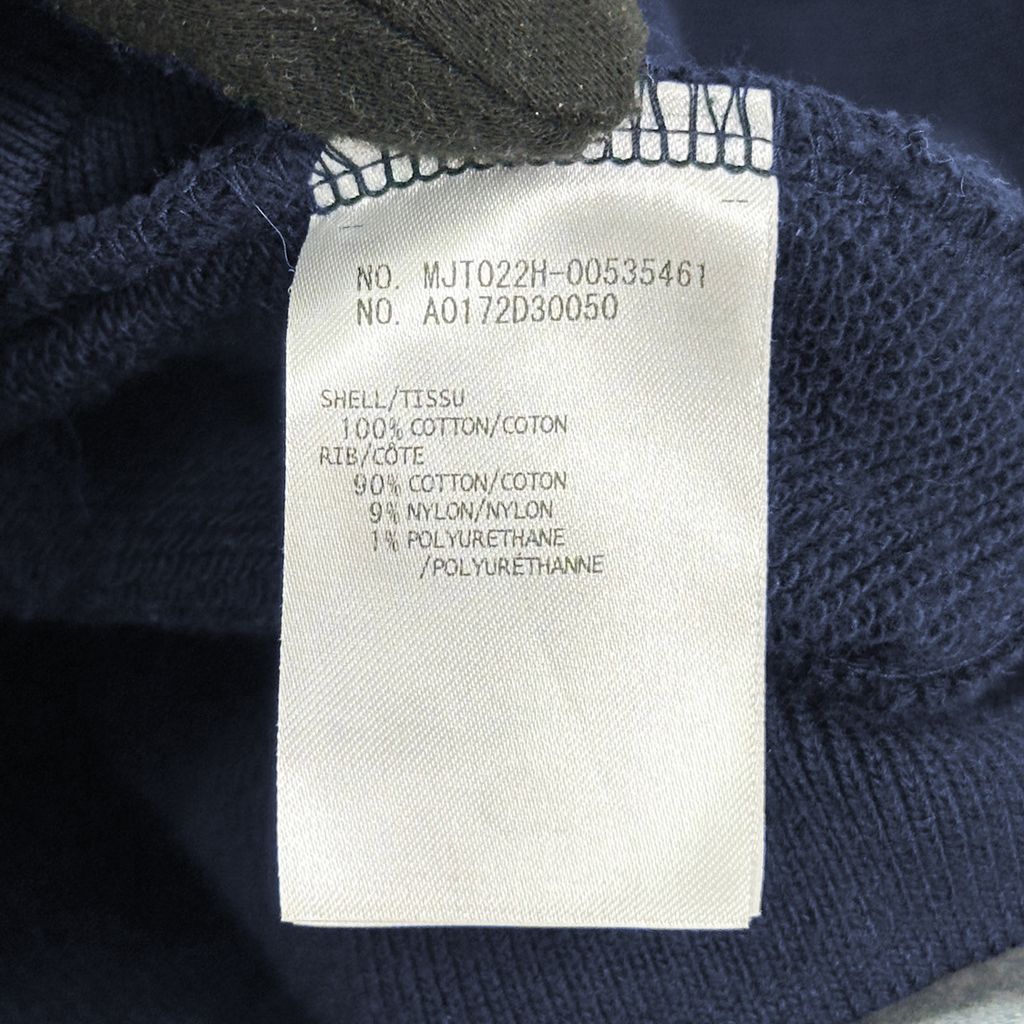 NO. MJT022H-00535461
NO. A0172D30050
SHELL/TISSU
100% COTTON/COTON
RIB/CÔTE
90% COTTON/COTON
9% NYLON/NYLON
1% POLYURETHANE
/POLYURÉTHANNE